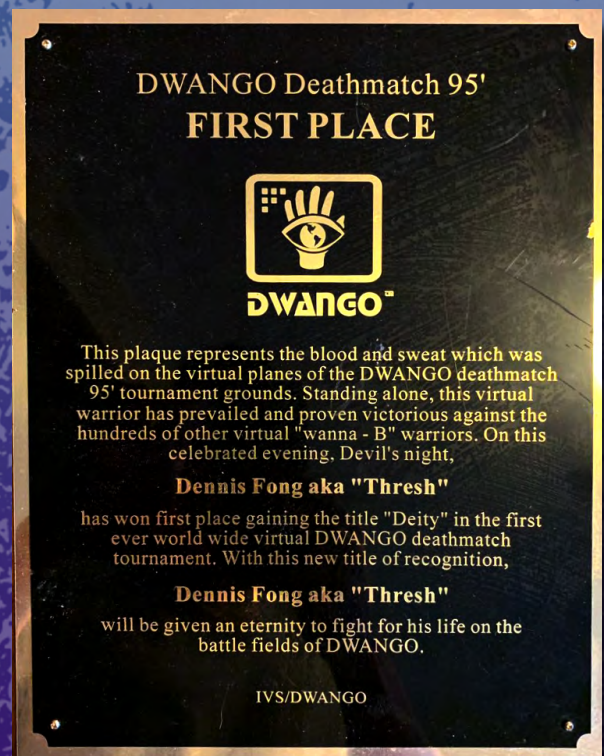 DWANGO Deathmatch 95'
FIRST PLACE
DWANGO™
This plaque represents the blood and sweat which was
spilled on the virtual planes of the DWANGO deathmatch
95' tournament grounds. Standing alone, this virtual
warrior has prevailed and proven victorious against the
hundreds of other virtual "wanna - B" warriors. On this
celebrated evening, Devil's night,
Dennis Fong aka "Thresh"
has won first place gaining the title "Deity" in the first
ever world wide virtual DWANGO deathmatch
tournament. With this new title of recognition,
Dennis Fong aka "Thresh"
will be given an eternity to fight for his life on the
battle fields of DWANGO.
IVS/DWANGO